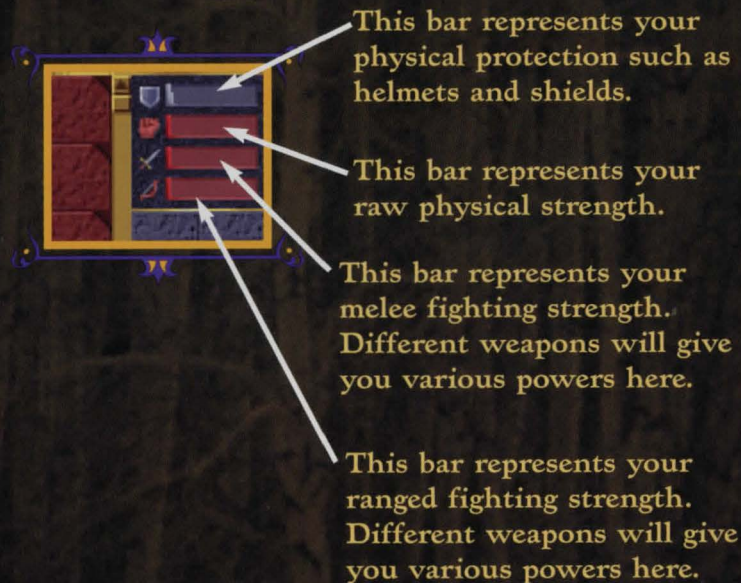 This bar represents your
physical protection such as
helmets and shields.
This bar represents your
raw physical strength.
This bar represents your
melee fighting strength.
Different weapons will give
you various powers here.
This bar represents your
ranged fighting strength.
Different weapons will give
you various powers here.